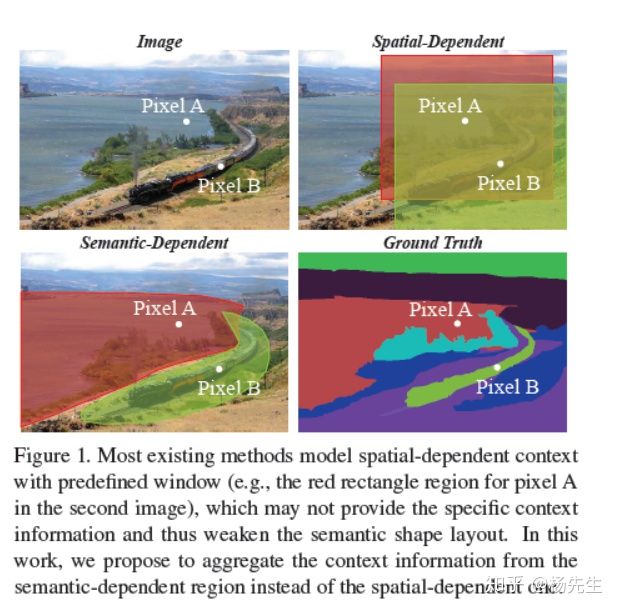 Image
Spatial-Dependent
Pixel A
Pixel B
Pixel A
Pixel B
Semantic-Dependent
Ground Truth
Pixel A
Pixel B
Pixel A
Pixel B
Figure 1. Most existing methods model spatial-dependent context
with predefined window (e.g., the red rectangle region for pixel A
in the second image), which may not provide the specific context
information and thus weaken the semantic shape layout. In this
work, we propose to aggregate the context information from the
semantic-dependent region instead of the spatial-dependent one.
知乎 @杨先生